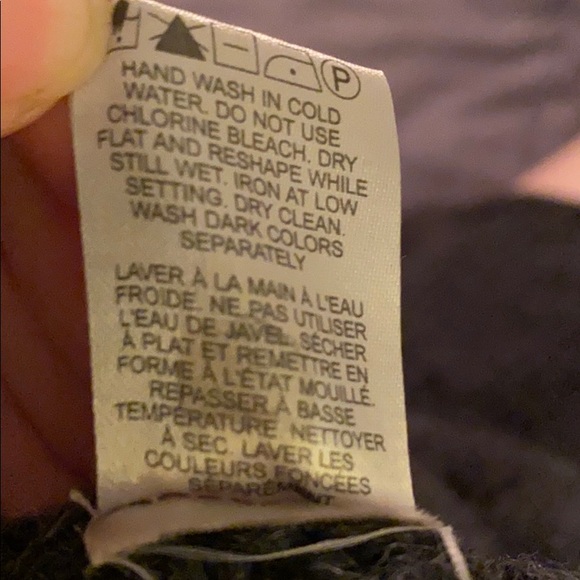 P
HAND WASH IN COLD
WATER. DO NOT USE
CHLORINE BLEACH. DRY
FLAT AND RESHAPE WHILE
STILL WET. IRON AT LOW
SETTING. DRY CLEAN.
WASH DARK COLORS
SEPARATELY
LAVER À LA MAIN À L'EAU
FROIDE. NE PAS UTILISER
L'EAU DE JAVEL. SÉCHER
À PLAT ET REMETTRE EN
FORME À L'ÉTAT MOUILLÉ.
REPASSER À BASSE
TEMPÉRATURE. NETTOYER
À SEC. LAVER LES
COULEURS FONCÉES
SÉPARÉMENT